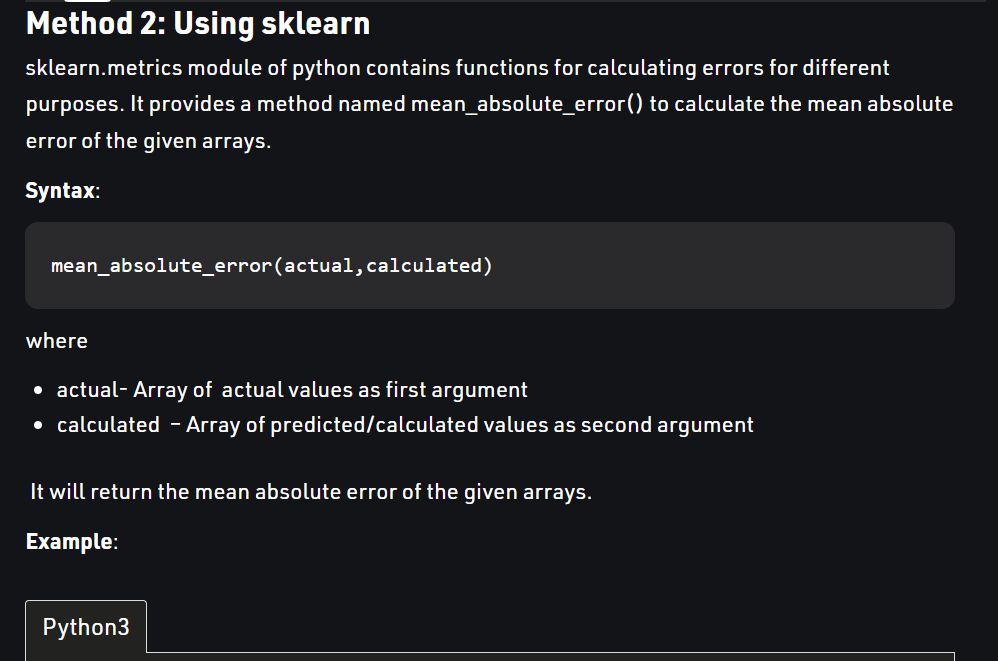 Method 2: Using sklearn
sklearn.metrics module of python contains functions for calculating errors for different
purposes. It provides a method named mean_absolute_error() to calculate the mean absolute
error of the given arrays.
Syntax:
mean_absolute_error(actual,calculated)
where
• actual- Array of  actual values as first argument
• calculated  – Array of predicted/calculated values as second argument
It will return the mean absolute error of the given arrays.
Example:
Python3